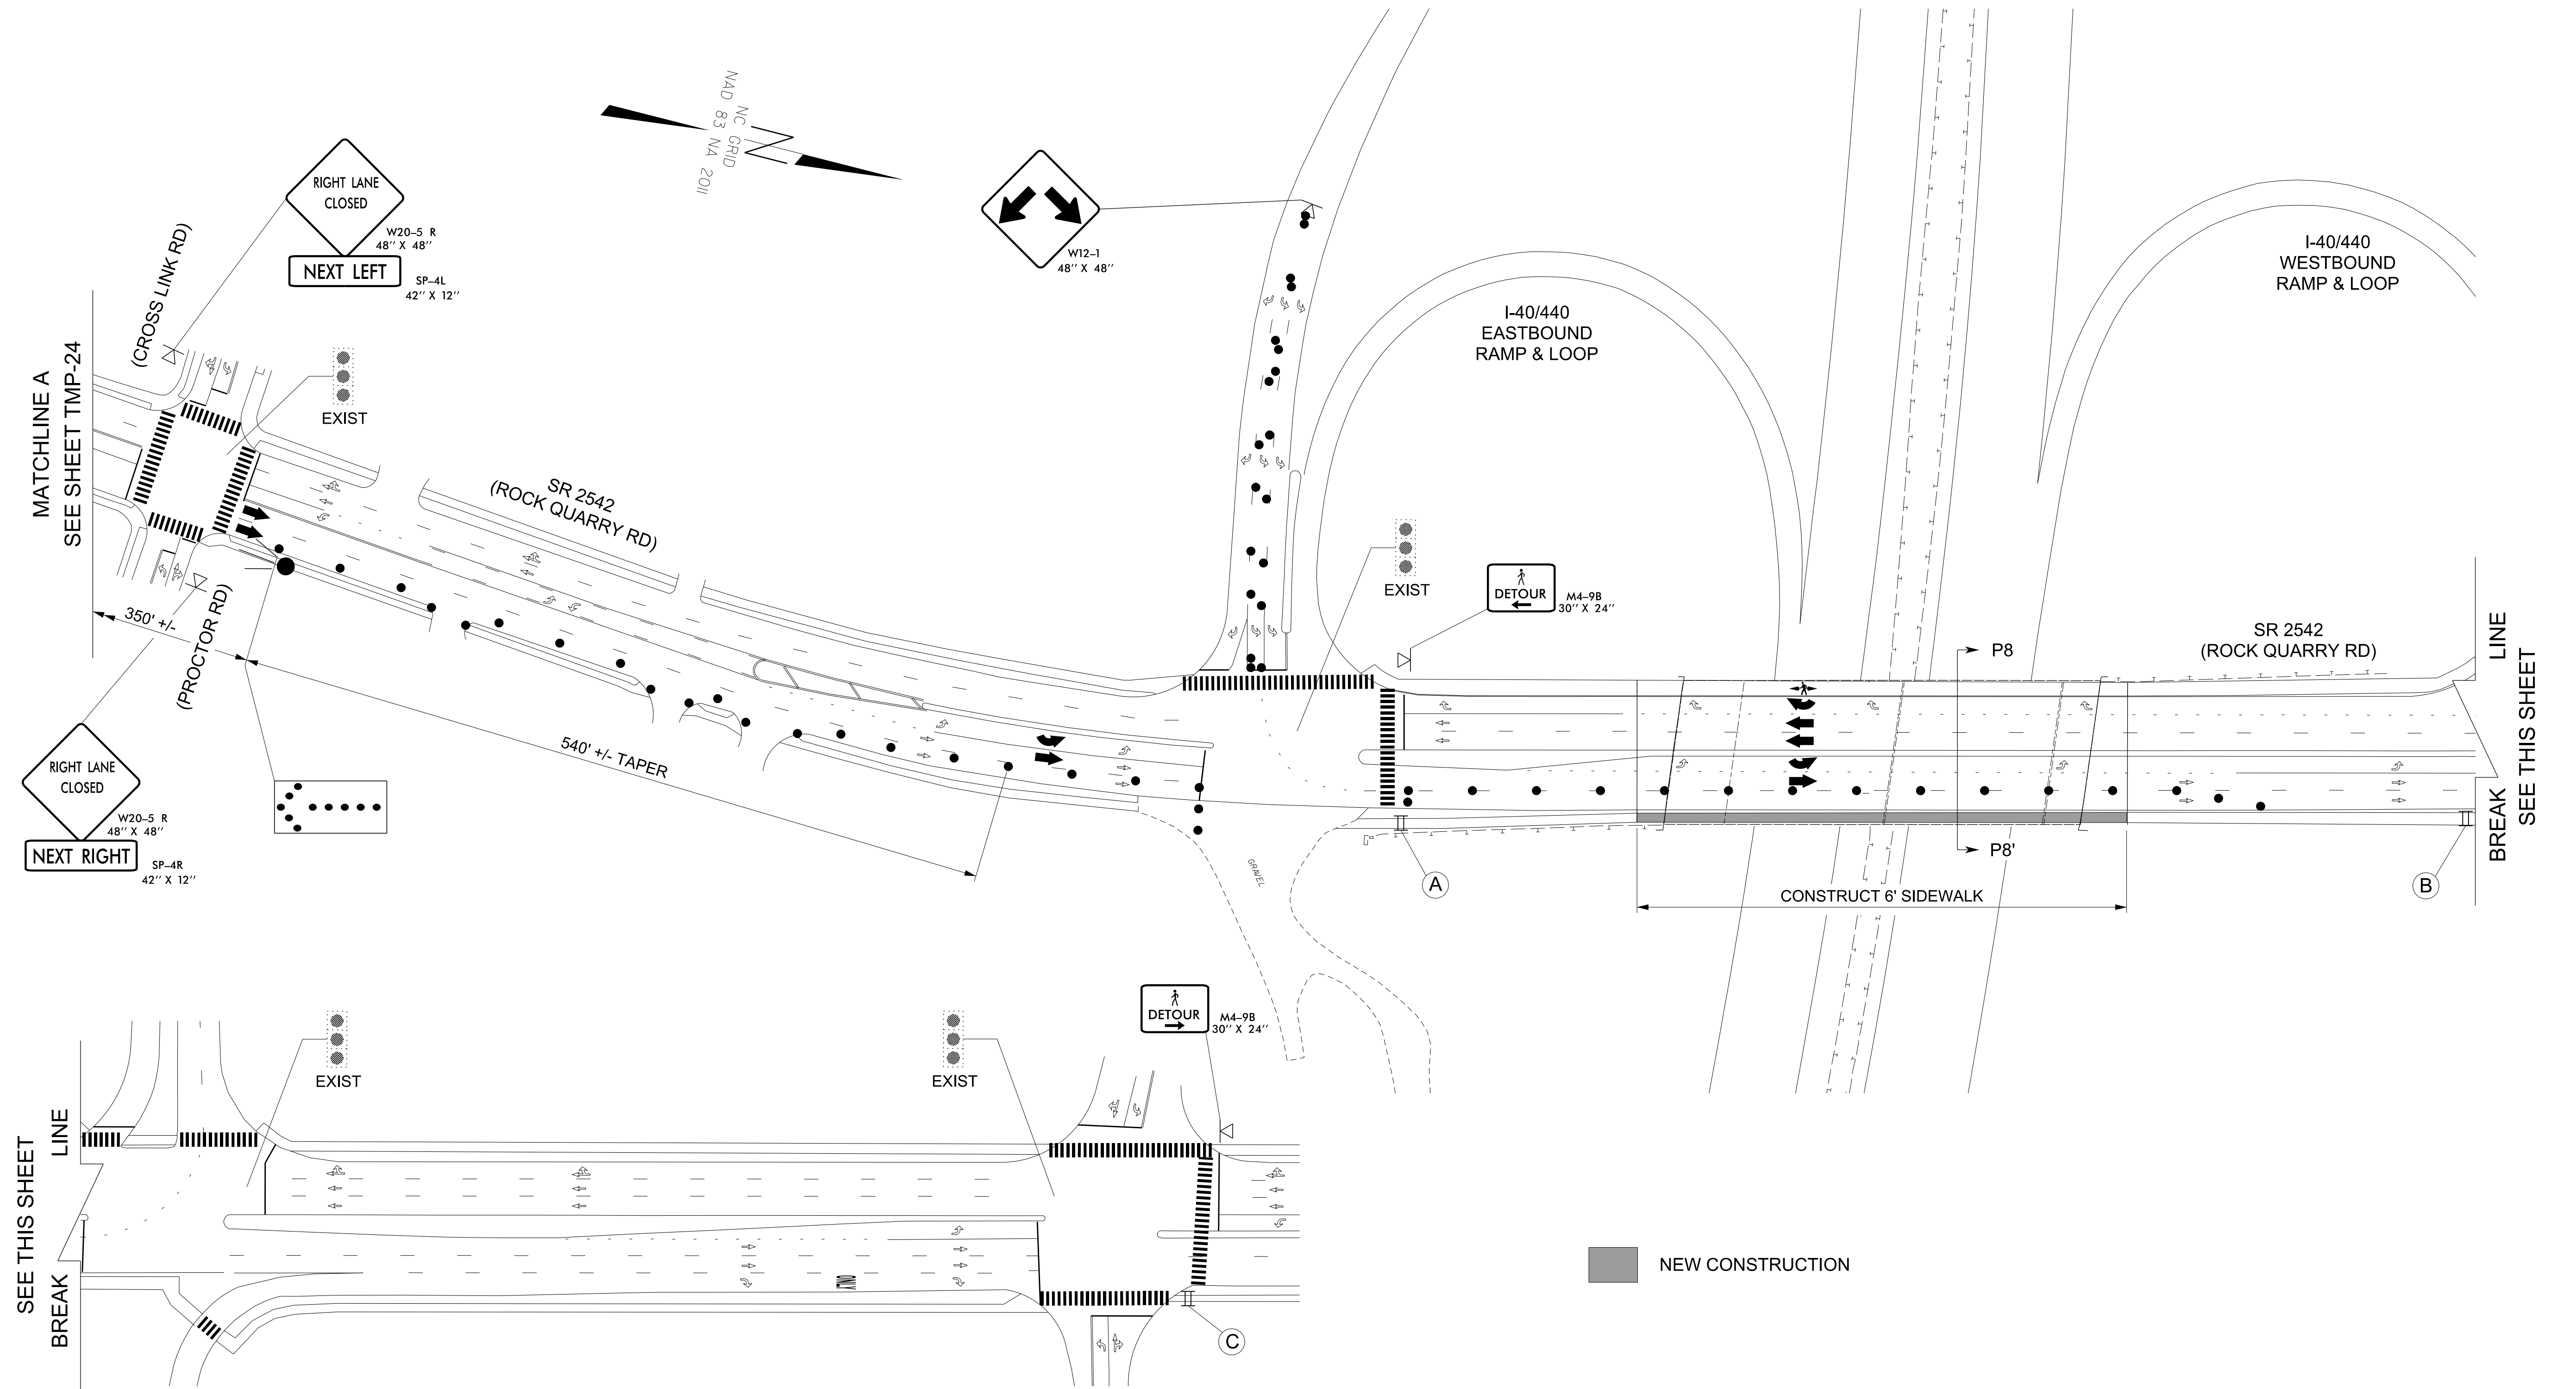 NC GRID
NAD 83 NA 2011
RIGHT LANE
CLOSED
W20-5 R
48'' X 48''
NEXT LEFT
SP-4L
42'' X 12''
(CROSS LINK RD)
MATCHLINE A
SEE SHEET TMP-24
EXIST
SR 2542
(ROCK QUARRY RD)
W12-1
48'' X 48''
I-40/440
EASTBOUND
RAMP & LOOP
I-40/440
WESTBOUND
RAMP & LOOP
EXIST
DETOUR
M4-9B
30'' X 24''
350' +/-
(PROCTOR RD)
540' +/- TAPER
RIGHT LANE
CLOSED
W20-5 R
48'' X 48''
NEXT RIGHT
SP-4R
42'' X 12''
P8
P8'
SR 2542
(ROCK QUARRY RD)
BREAK LINE
SEE THIS SHEET
GRAVEL
A
B
CONSTRUCT 6' SIDEWALK
EXIST
EXIST
DETOUR
M4-9B
30'' X 24''
SEE THIS SHEET
BREAK LINE
C
NEW CONSTRUCTION